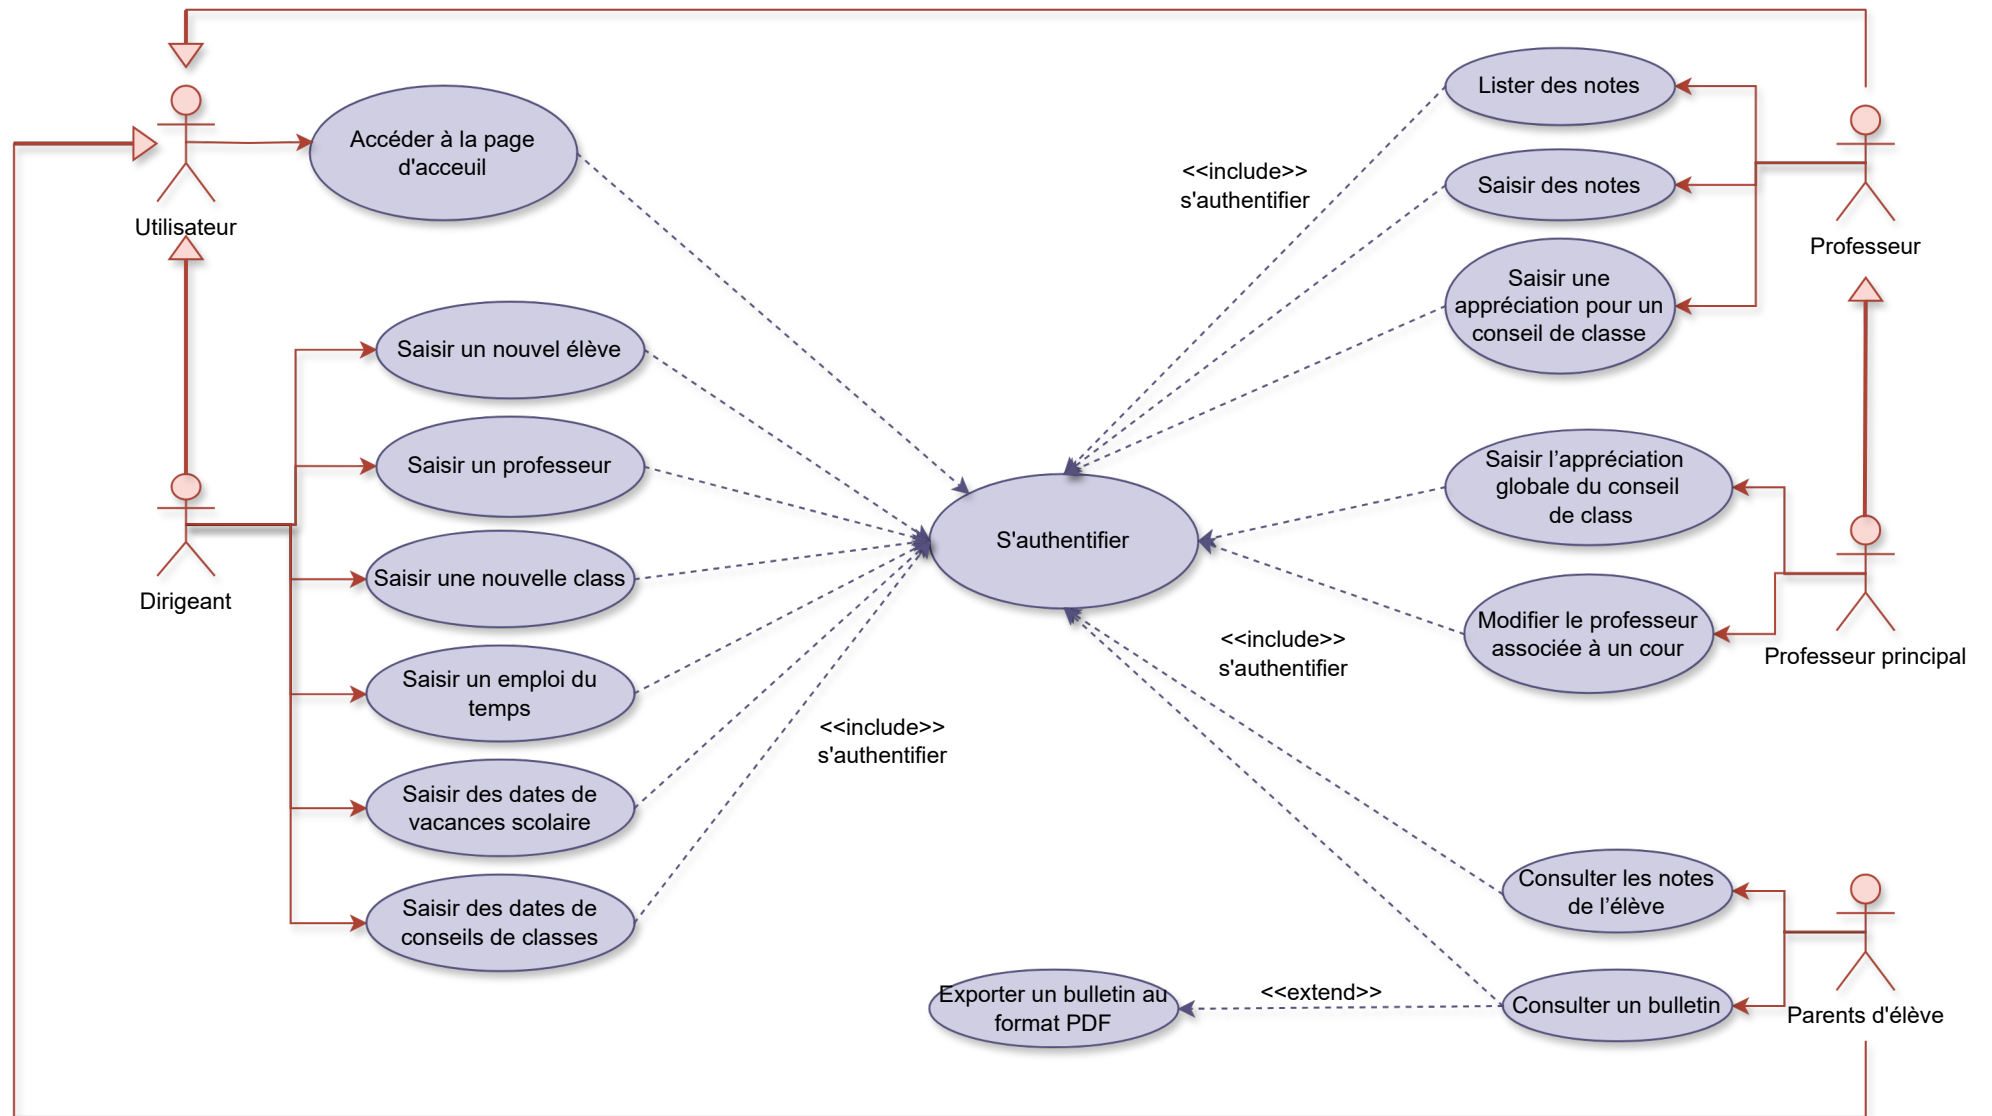 Accéder à la page
d'acceuil
Utilisateur
Saisir un nouvel élève
Saisir un professeur
Saisir une nouvelle class
Dirigeant
Saisir un emploi du
temps
Saisir des dates de
vacances scolaire
Saisir des dates de
conseils de classes
<<include>>
s'authentifier
S'authentifier
<<include>>
s'authentifier
Lister des notes
Saisir des notes
Saisir une
appréciation pour un
conseil de classe
Professeur
Saisir l’appréciation
globale du conseil
de class
Modifier le professeur
associée à un cour
Professeur principal
<<include>>
s'authentifier
Consulter les notes
de l’élève
Consulter un bulletin
Parents d'élève
<<extend>>
Exporter un bulletin au
format PDF